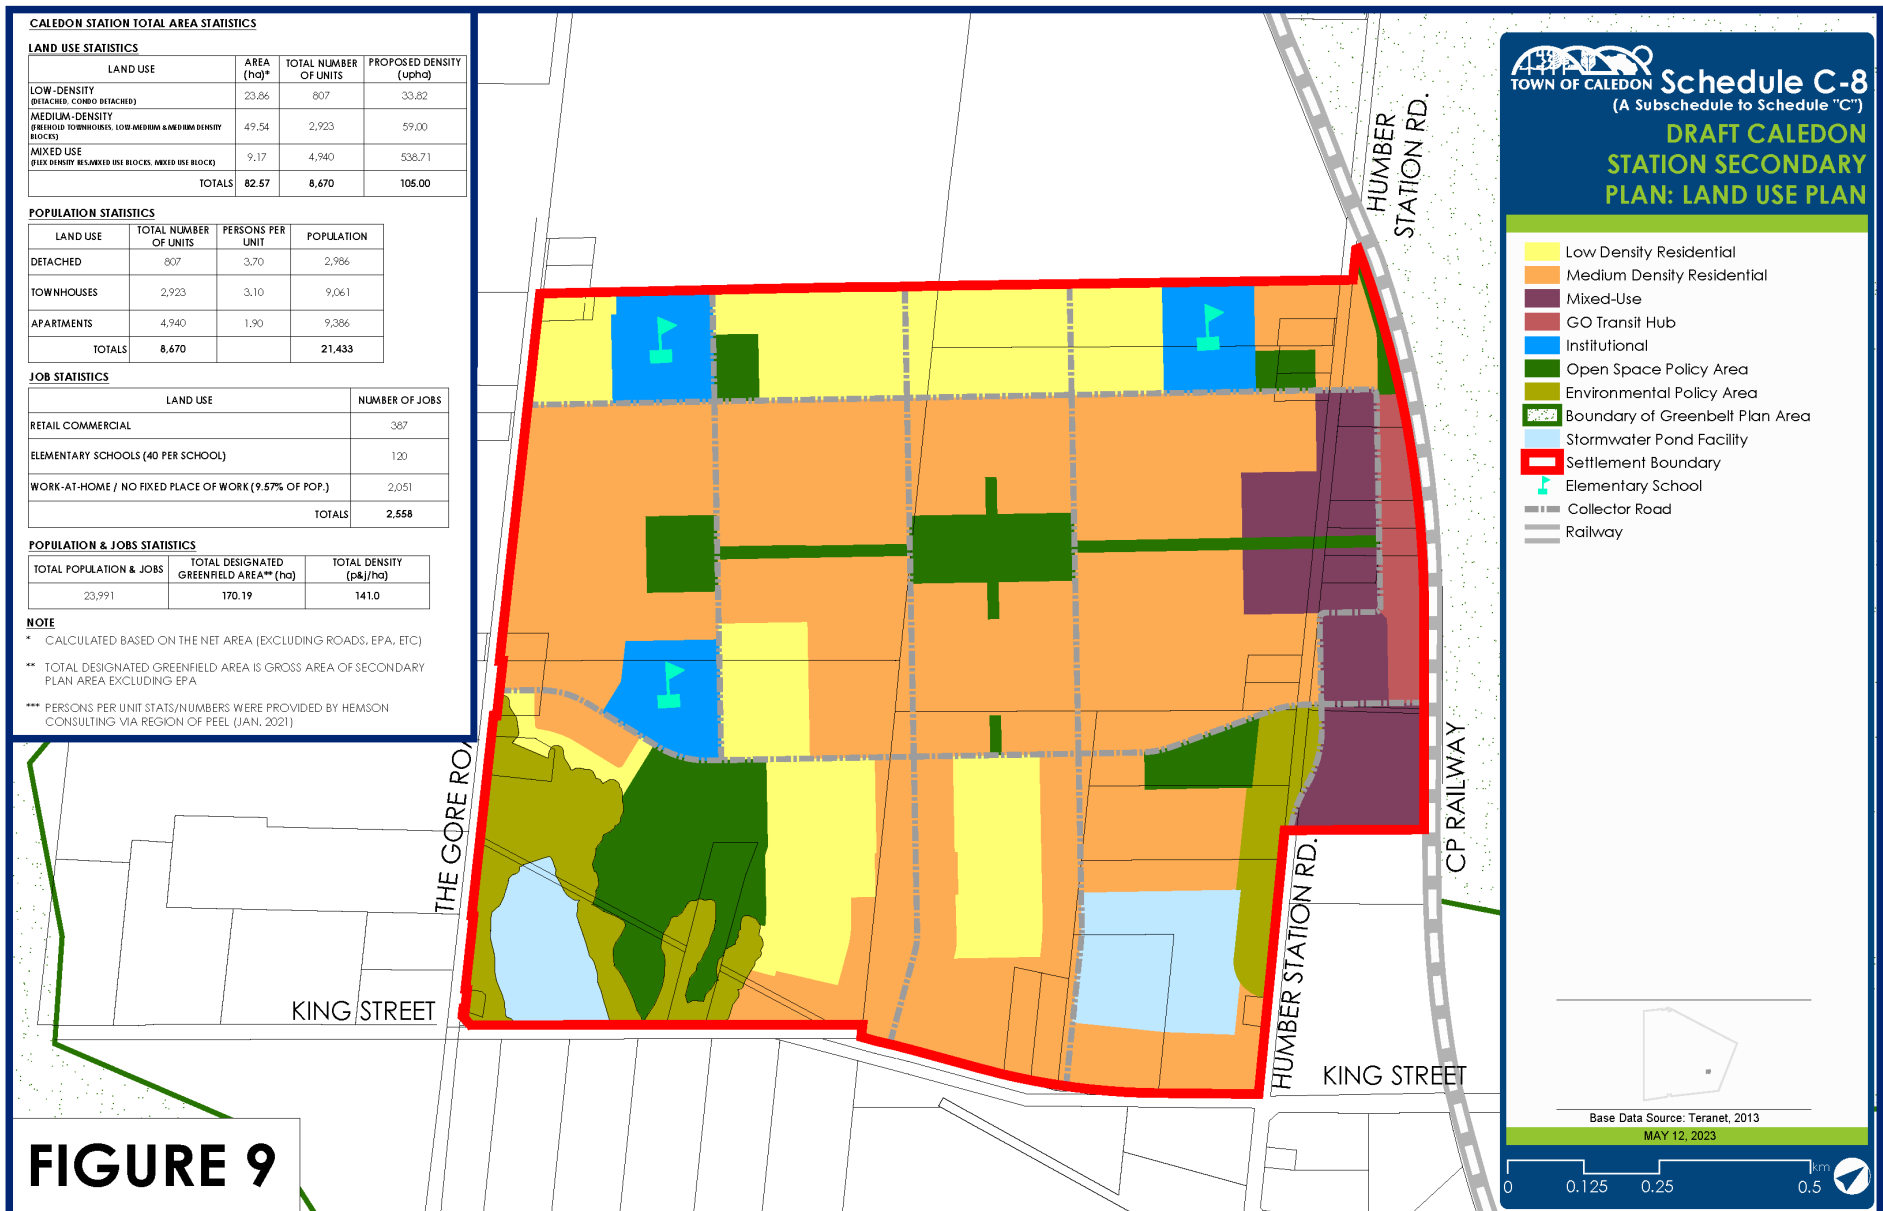 CALEDON STATION TOTAL AREA STATISTICS
LAND USE STATISTICS
LAND USE AREA (ha)* TOTAL NUMBER OF UNITS PROPOSED DENSITY (upha)
LOW-DENSITY (DETACHED, CONDO DETACHED) 23.86 807 33.82
MEDIUM-DENSITY (FREEHOLD TOWNHOUSES, LOW-MEDIUM & MEDIUM DENSITY BLOCKS) 49.54 2,923 59.00
MIXED USE (FLEX DENSITY RES./MIXED USE BLOCKS, MIXED USE BLOCK) 9.17 4,940 538.71
TOTALS 82.57 8,670 105.00
POPULATION STATISTICS
LAND USE TOTAL NUMBER OF UNITS PERSONS PER UNIT POPULATION
DETACHED 807 3.70 2,986
TOWNHOUSES 2,923 3.10 9,061
APARTMENTS 4,940 1.90 9,386
TOTALS 8,670 21,433
JOB STATISTICS
LAND USE NUMBER OF JOBS
RETAIL COMMERCIAL 387
ELEMENTARY SCHOOLS (40 PER SCHOOL) 120
WORK-AT-HOME / NO FIXED PLACE OF WORK (9.57% OF POP.) 2,051
TOTALS 2,558
POPULATION & JOBS STATISTICS
TOTAL POPULATION & JOBS TOTAL DESIGNATED GREENFIELD AREA** (ha) TOTAL DENSITY (p&j/ha)
23,991 170.19 141.0
NOTE
* CALCULATED BASED ON THE NET AREA (EXCLUDING ROADS, EPA, ETC)
** TOTAL DESIGNATED GREENFIELD AREA IS GROSS AREA OF SECONDARY
PLAN AREA EXCLUDING EPA
*** PERSONS PER UNIT STATS/NUMBERS WERE PROVIDED BY HEMSON
CONSULTING VIA REGION OF PEEL (JAN. 2021)
HUMBER
STATION RD.
THE GORE ROA
KING STREET
CP RAILWAY
HUMBER STATION RD.
KING STREET
FIGURE 9
TOWN OF CALEDON
Schedule C-8
(A Subschedule to Schedule "C")
DRAFT CALEDON
STATION SECONDARY
PLAN: LAND USE PLAN
Low Density Residential
Medium Density Residential
Mixed-Use
GO Transit Hub
Institutional
Open Space Policy Area
Environmental Policy Area
Boundary of Greenbelt Plan Area
Stormwater Pond Facility
Settlement Boundary
Elementary School
Collector Road
Railway
Base Data Source: Teranet, 2013
MAY 12, 2023
km
0 0.125 0.25 0.5